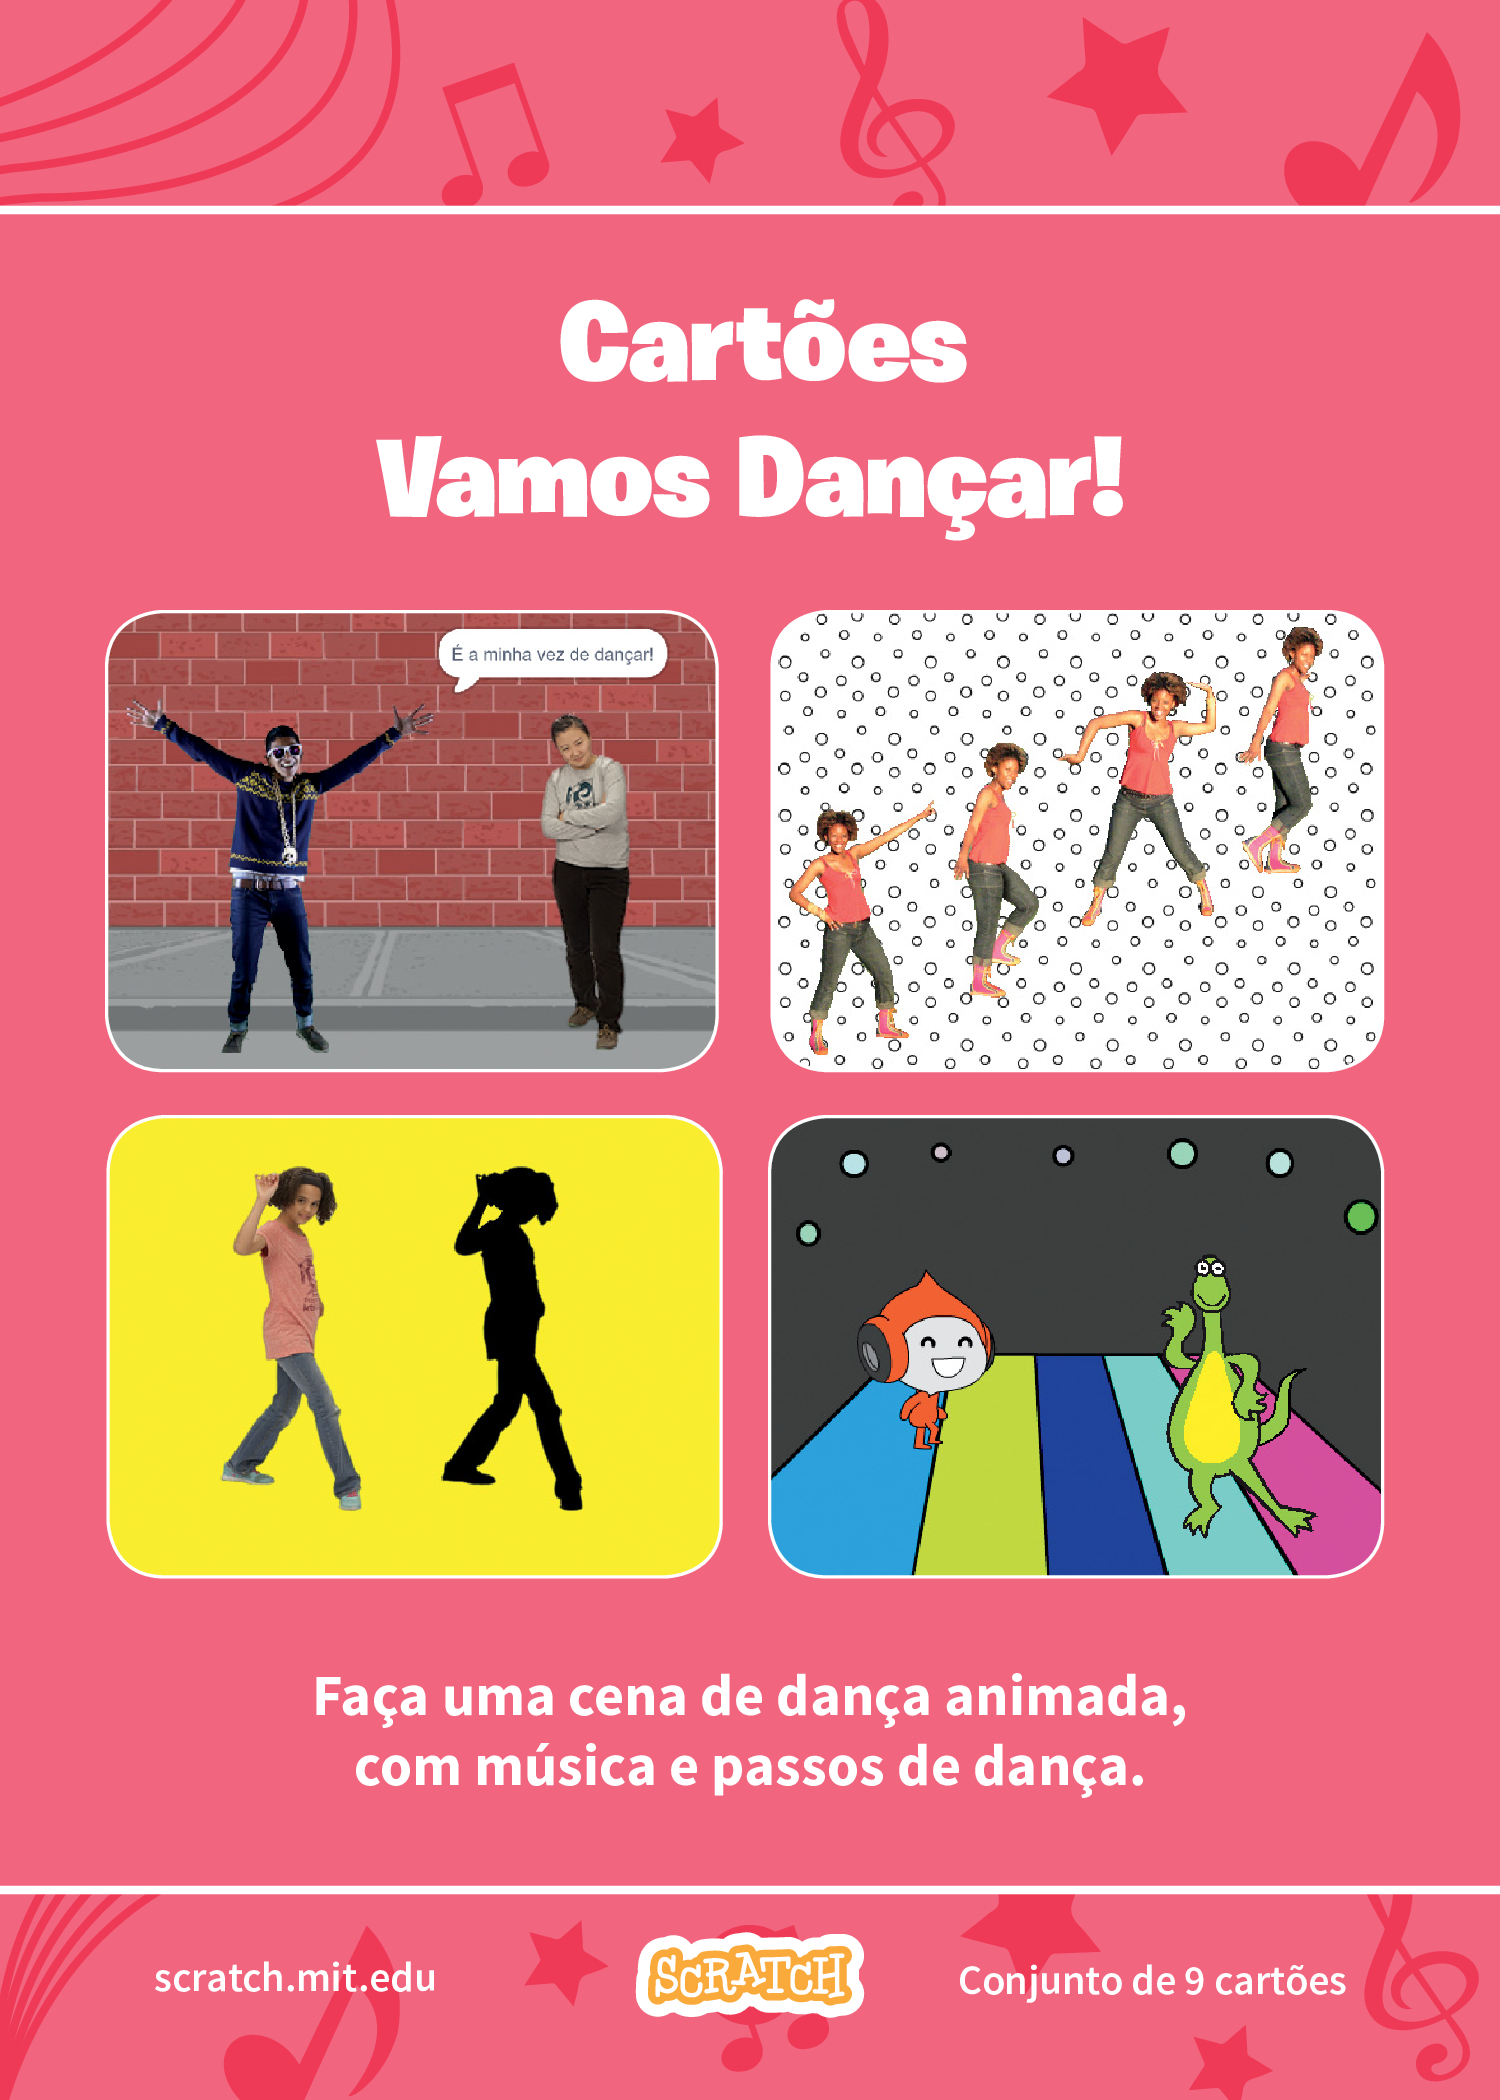 Cartões
Vamos Dançar!
É a minha vez de dançar!
Faça uma cena de dança animada,
com música e passos de dança.
scratch.mit.edu
SCRATCH
Conjunto de 9 cartões